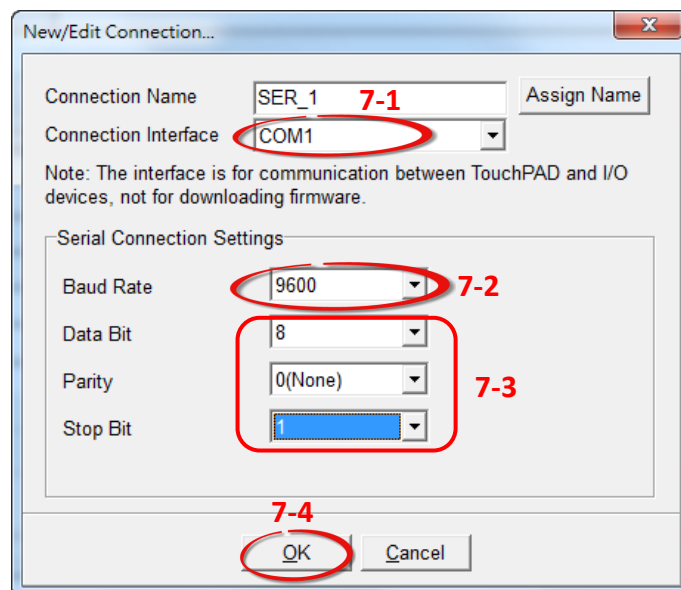 New/Edit Connection...
x
Connection Name SER_1 7-1 Assign Name
Connection Interface COM1
Note: The interface is for communication between TouchPAD and I/O
devices, not for downloading firmware.
Serial Connection Settings
Baud Rate 9600 7-2
Data Bit 8
Parity 0(None) 7-3
Stop Bit 1
7-4
OK Cancel